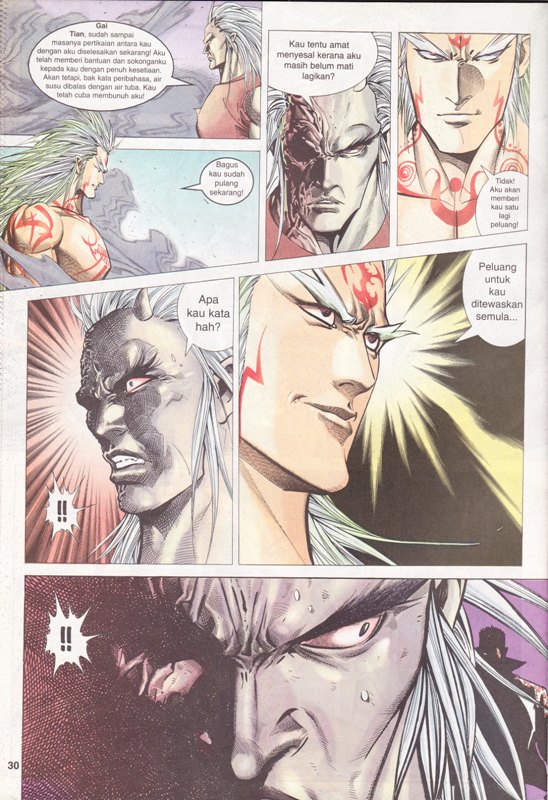 Gai
Tian, sudah sampai
masanya pertikaian antara kau
dengan aku diselesaikan sekarang! Aku
telah memberi bantuan dan sokonganku
kepada kau dengan penuh kesetiaan.
Akan tetapi, bak kata peribahasa, air
susu dibalas dengan air tuba. Kau
telah cuba membunuh aku!
Kau tentu amat
menyesal kerana aku
masih belum mati
lagikan?
Tidak!
Aku akan
memberi
kau satu
lagi
peluang!
Bagus
kau sudah
pulang
sekarang!
Apa
kau kata
hah?
Peluang
untuk
kau
ditewaskan
semula...
!!
!!
30